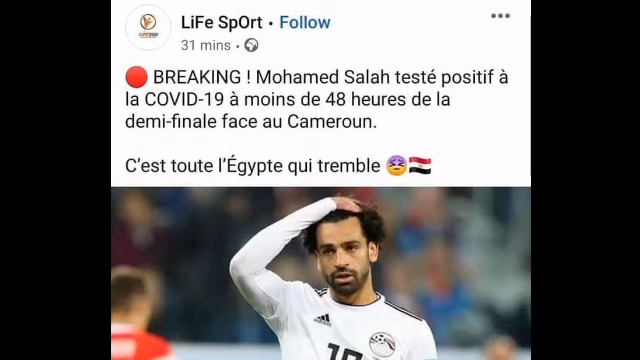 LiFe SpOrt • Follow
31 mins •
BREAKING ! Mohamed Salah testé positif à
la COVID-19 à moins de 48 heures de la
demi-finale face au Cameroun.
C’est toute l’Égypte qui tremble
10